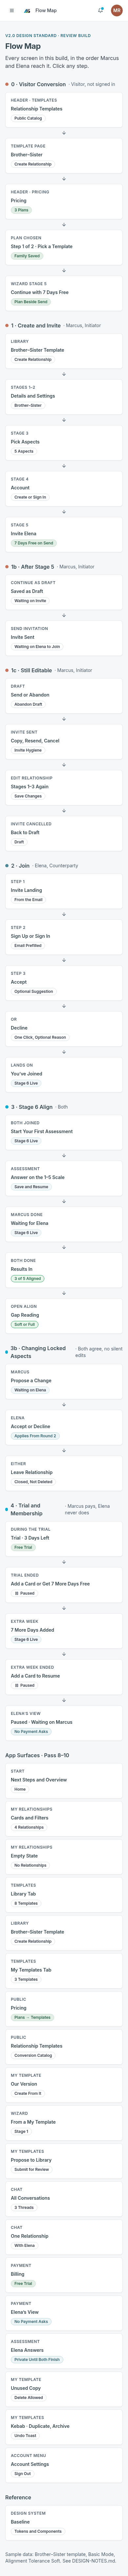 Flow Map
MR
V2.0 DESIGN STANDARD · REVIEW BUILD
Flow Map
Every screen in this build, in the order Marcus
and Elena reach it. Click any step.
0 · Visitor Conversion · Visitor, not signed in
HEADER · TEMPLATES
Relationship Templates
Public Catalog
TEMPLATE PAGE
Brother-Sister
Create Relationship
HEADER · PRICING
Pricing
3 Plans
PLAN CHOSEN
Step 1 of 2 · Pick a Template
Family Saved
WIZARD STAGE 5
Continue with 7 Days Free
Plan Beside Send
1 · Create and Invite · Marcus, Initiator
LIBRARY
Brother-Sister Template
Create Relationship
STAGES 1-2
Details and Settings
Brother-Sister
STAGE 3
Pick Aspects
5 Aspects
STAGE 4
Account
Create or Sign In
STAGE 5
Invite Elena
7 Days Free on Send
1b · After Stage 5 · Marcus, Initiator
CONTINUE AS DRAFT
Saved as Draft
Waiting on Invite
SEND INVITATION
Invite Sent
Waiting on Elena to Join
1c · Still Editable · Marcus, Initiator
DRAFT
Send or Abandon
Abandon Draft
INVITE SENT
Copy, Resend, Cancel
Invite Hygiene
EDIT RELATIONSHIP
Stages 1–3 Again
Save Changes
INVITE CANCELLED
Back to Draft
Draft
2 · Join · Elena, Counterparty
STEP 1
Invite Landing
From the Email
STEP 2
Sign Up or Sign In
Email Prefilled
STEP 3
Accept
Optional Suggestion
OR
Decline
One Click, Optional Reason
LANDS ON
You've Joined
Stage 6 Live
3 · Stage 6 Align · Both
BOTH JOINED
Start Your First Assessment
Stage 6 Live
ASSESSMENT
Answer on the 1-5 Scale
Save and Resume
MARCUS DONE
Waiting for Elena
Stage 6 Live
BOTH DONE
Results In
3 of 5 Aligned
OPEN ALIGN
Gap Reading
Soft or Full
3b · Changing Locked Aspects · Both agree, no silent edits
MARCUS
Propose a Change
Waiting on Elena
ELENA
Accept or Decline
Applies From Round 2
EITHER
Leave Relationship
Closed, Not Deleted
4 · Trial and Membership · Marcus pays, Elena never does
DURING THE TRIAL
Trial · 3 Days Left
Free Trial
TRIAL ENDED
Add a Card or Get 7 More Days Free
Paused
EXTRA WEEK
7 More Days Added
Stage 6 Live
EXTRA WEEK ENDED
Add a Card to Resume
Paused
ELENA'S VIEW
Paused · Waiting on Marcus
No Payment Asks
App Surfaces · Pass 8–10
START
Next Steps and Overview
Home
MY RELATIONSHIPS
Cards and Filters
4 Relationships
MY RELATIONSHIPS
Empty State
No Relationships
TEMPLATES
Library Tab
8 Templates
LIBRARY
Brother-Sister Template
Create Relationship
TEMPLATES
My Templates Tab
3 Templates
PUBLIC
Pricing
Plans → Templates
PUBLIC
Relationship Templates
Conversion Catalog
MY TEMPLATE
Our Version
Create From It
WIZARD
From a My Template
Stage 1
MY TEMPLATES
Propose to Library
Submit for Review
CHAT
All Conversations
3 Threads
CHAT
One Relationship
With Elena
PAYMENT
Billing
Free Trial
PAYMENT
Elena's View
No Payment Asks
ASSESSMENT
Elena Answers
Private Until Both Finish
MY TEMPLATE
Unused Copy
Delete Allowed
MY TEMPLATES
Kebab · Duplicate, Archive
Undo Toast
ACCOUNT MENU
Account Settings
Sign Out
Reference
DESIGN SYSTEM
Baseline
Tokens and Components
Sample data: Brother-Sister template, Basic Mode,
Alignment Tolerance Soft. See DESIGN-NOTES.md.